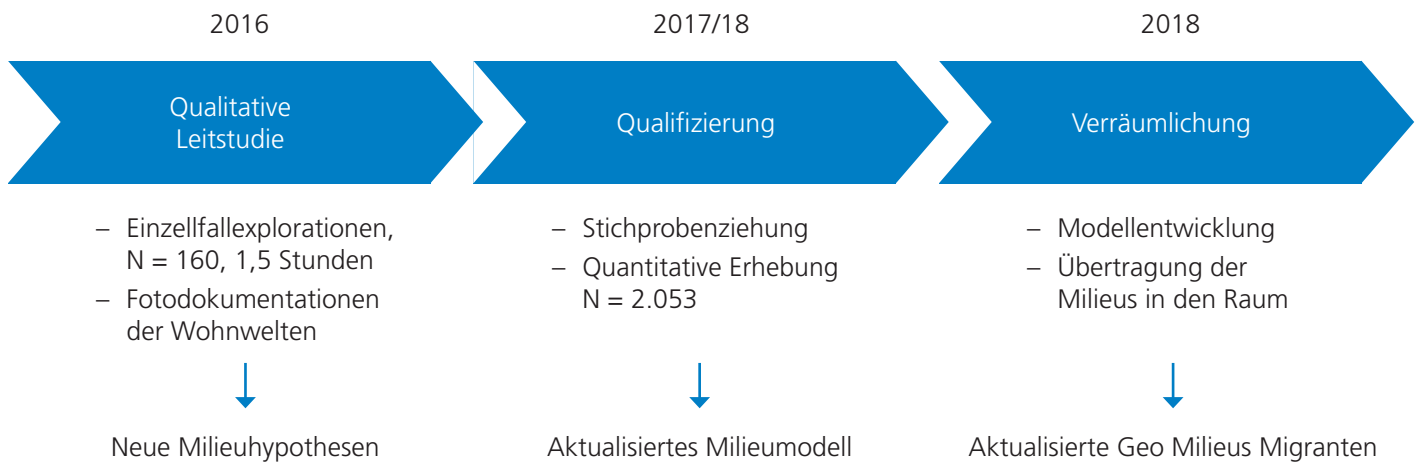 2016
Qualitative
Leitstudie
– Einzellfallexplorationen,
N = 160, 1,5 Stunden
– Fotodokumentationen
der Wohnwelten
Neue Milieuhypothesen
2017/18
Qualifizierung
– Stichprobenziehung
– Quantitative Erhebung
N = 2.053
Aktualisiertes Milieumodell
2018
Verräumlichung
– Modellentwicklung
– Übertragung der
Milieus in den Raum
Aktualisierte Geo Milieus Migranten